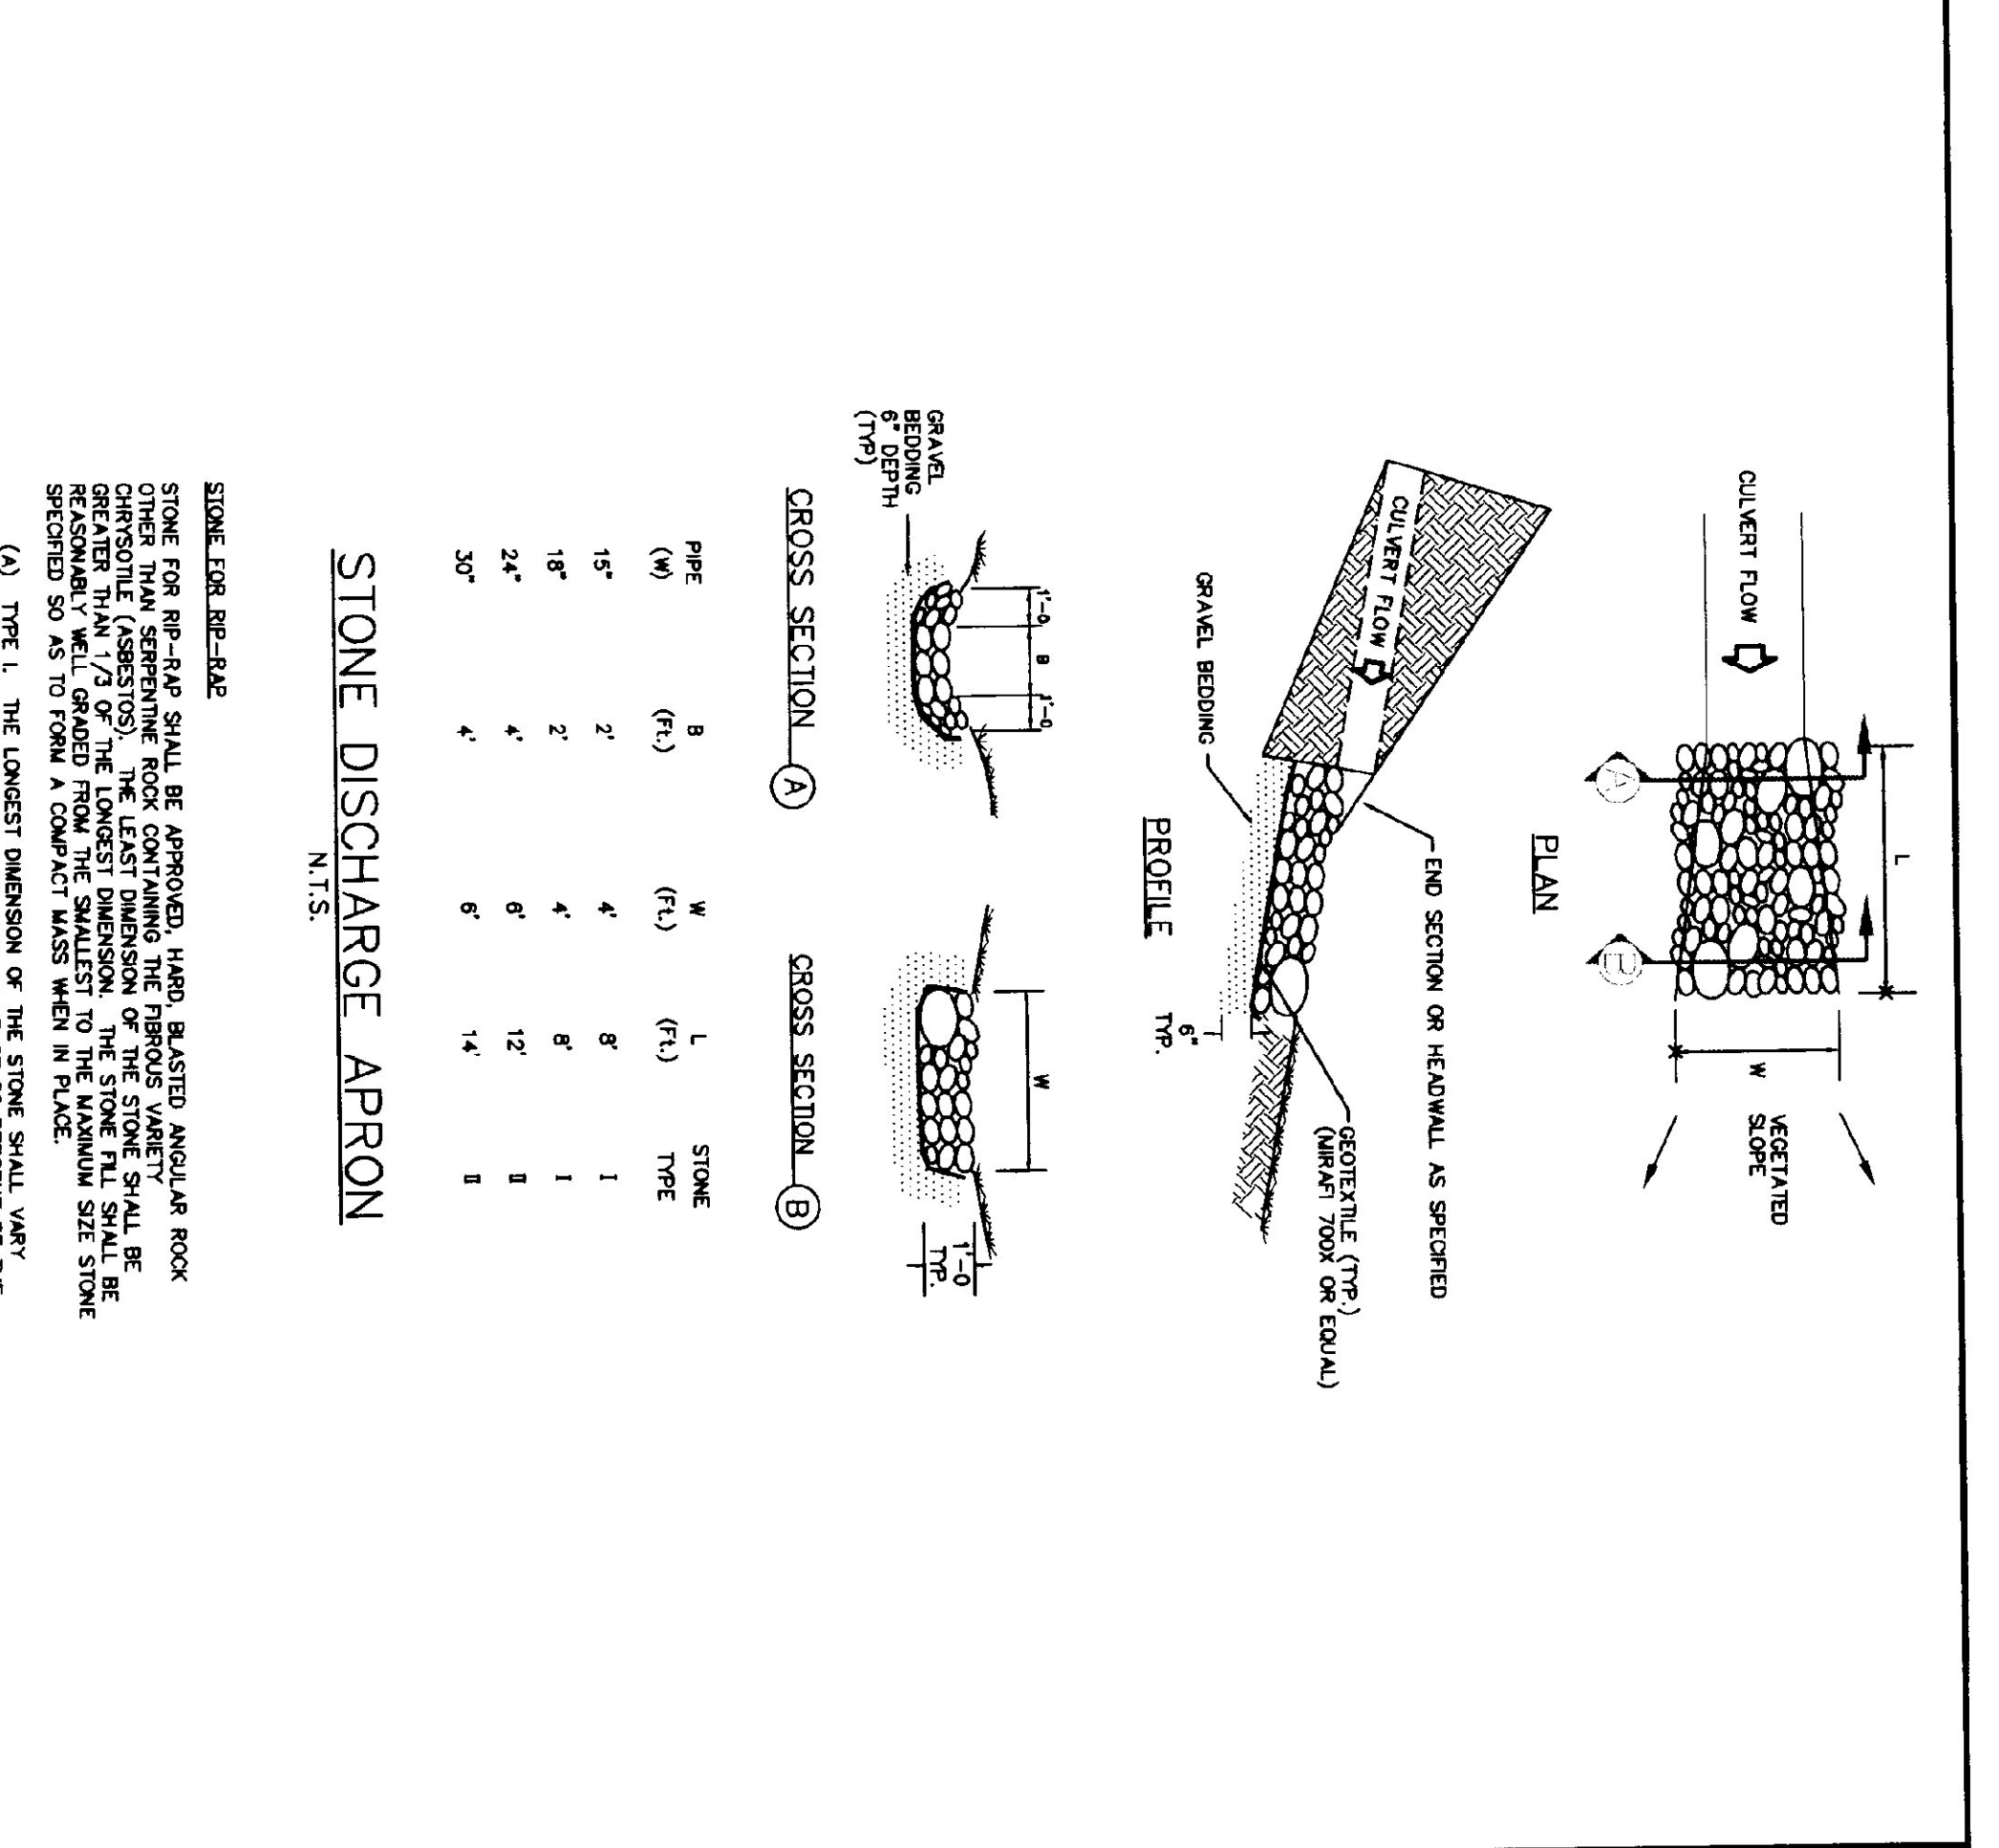 L
CULVERT FLOW
W
VEGETATED
SLOPE
A
B
PLAN
END SECTION OR HEADWALL AS SPECIFIED
CULVERT FLOW
GEOTEXTILE (TYP.)
(MIRAFI 700X OR EQUAL)
GRAVEL BEDDING
6"
TYP.
PROFILE
1'-0
B
1'-0
GRAVEL
BEDDING
6" DEPTH
(TYP)
CROSS SECTION A
W
1'-0
TYP.
CROSS SECTION B
PIPE B W L STONE
(W) (Ft.) (Ft.) (Ft.) TYPE
15" 2' 4' 8' I
18" 2' 4' 8' I
24" 4' 6' 12' II
30" 4' 6' 14' II
STONE DISCHARGE APRON
N.T.S.
STONE FOR RIP-RAP
STONE FOR RIP-RAP SHALL BE APPROVED, HARD, BLASTED ANGULAR ROCK
OTHER THAN SERPENTINE ROCK CONTAINING THE FIBROUS VARIETY
CHRYSOTILE (ASBESTOS). THE LEAST DIMENSION OF THE STONE SHALL BE
GREATER THAN 1/3 OF THE LONGEST DIMENSION. THE STONE FILL SHALL BE
REASONABLY WELL GRADED FROM THE SMALLEST TO THE MAXIMUM SIZE STONE
SPECIFIED SO AS TO FORM A COMPACT MASS WHEN IN PLACE.
(A) TYPE I. THE LONGEST DIMENSION OF THE STONE SHALL VARY